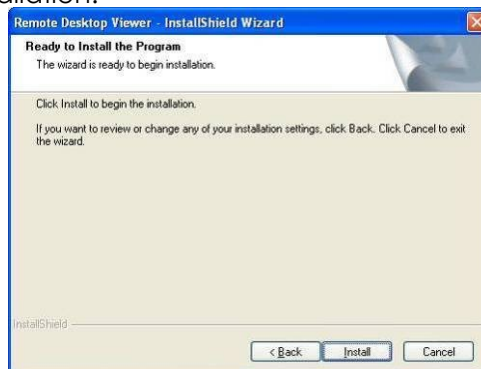 allation.
Remote Desktop Viewer - InstallShield Wizard
Ready to Install the Program
The wizard is ready to begin installation.
Click Install to begin the installation.
If you want to review or change any of your installation settings, click Back. Click Cancel to exit
the wizard.
InstallShield
< Back Install Cancel